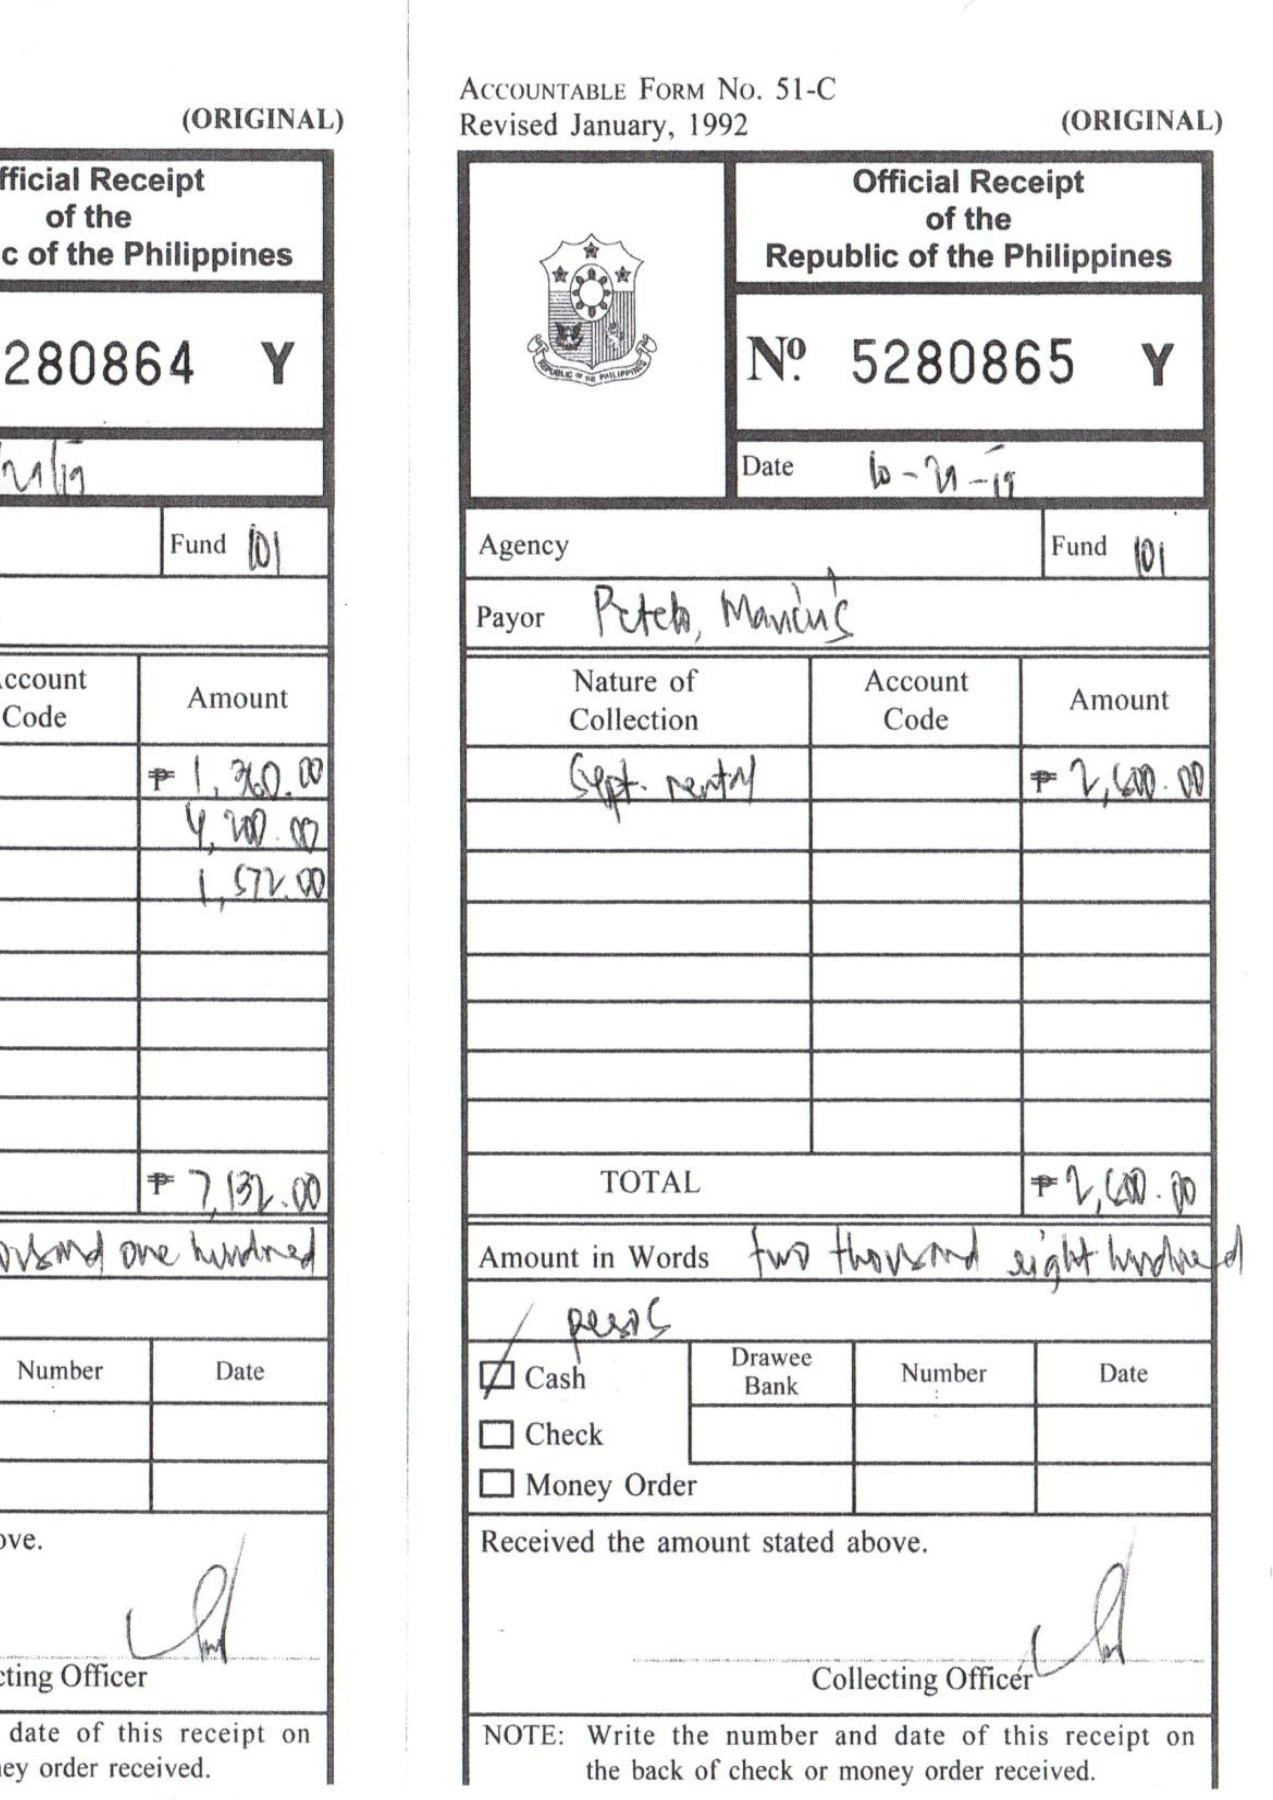 (ORIGINAL)
fficial Receipt
of the
c of the Philippines
280864 Y
/21/19
Fund 101
ccount
Code
Amount
₱ 1,360.00
4,200.00
1,572.00
₱ 7,132.00
ousand one hundred
Number Date
ove.
cting Officer
date of this receipt on
ey order received.
ACCOUNTABLE FORM NO. 51-C
Revised January, 1992 (ORIGINAL)
Official Receipt
of the
Republic of the Philippines
REPUBLIC OF THE PHILIPPINES
Nº 5280865 Y
Date 10-21-19
Agency Fund 101
Payor
Nature of
Collection
Account
Code
Amount
Sept. rental ₱ 2,800.00
TOTAL ₱ 2,800.00
Amount in Words two thousand eight hundred
pesos
Cash
Check
Money Order
Drawee
Bank
Number
Date
Received the amount stated above.
Collecting Officer
NOTE: Write the number and date of this receipt on
the back of check or money order received.